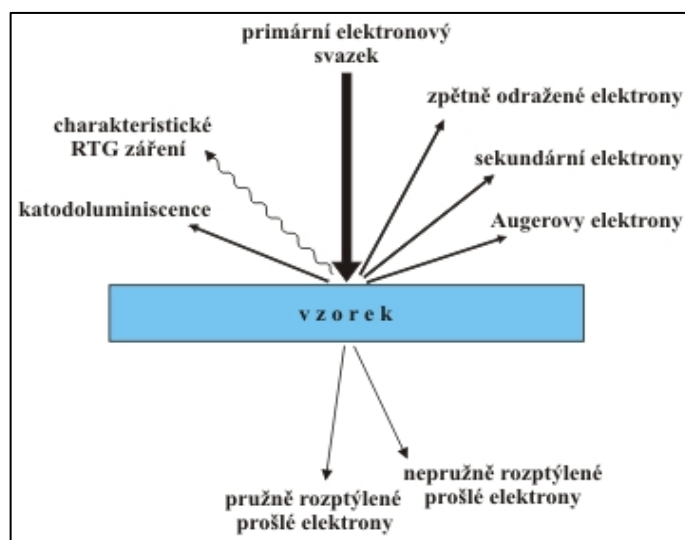 primární elektronový
svazek
zpětně odražené elektrony
charakteristické
RTG záření
sekundární elektrony
katodoluminiscence
Augerovy elektrony
vzorek
nepružně rozptýlené
prošlé elektrony
pružně rozptýlené
prošlé elektrony